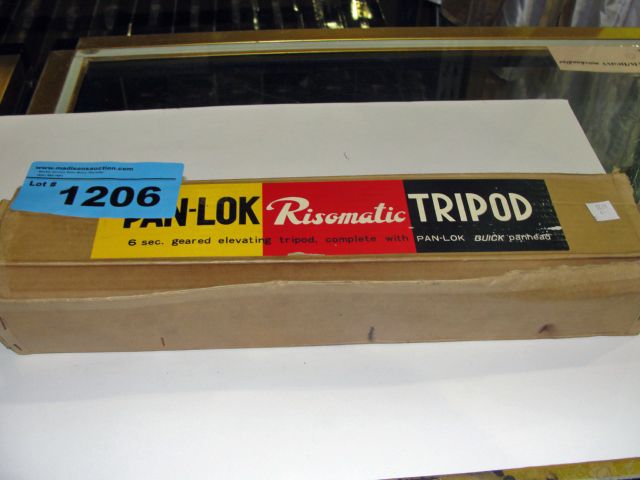 www.madisonsauction.com
Lot # 1206
PAN-LOK Risomatic TRIPOD
6 sec. geared elevating tripod, complete with PAN-LOK QUICK panhead